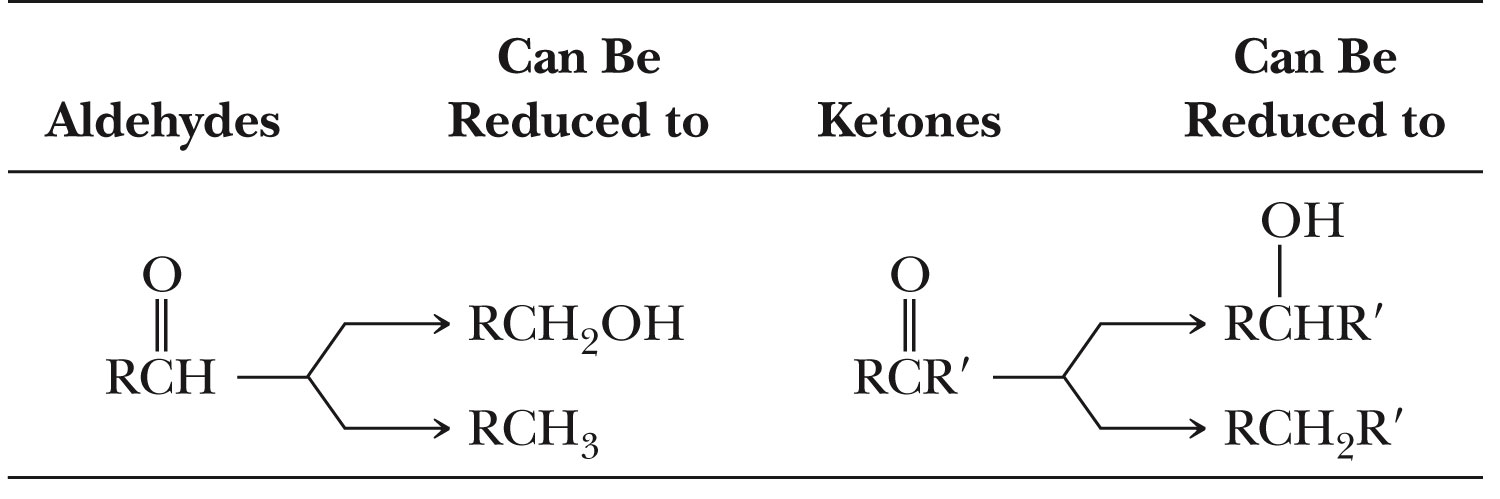 Can Be Can Be
Aldehydes Reduced to Ketones Reduced to
OH
O O
RCH₂OH RCHR′
RCH RCR′
RCH₃ RCH₂R′